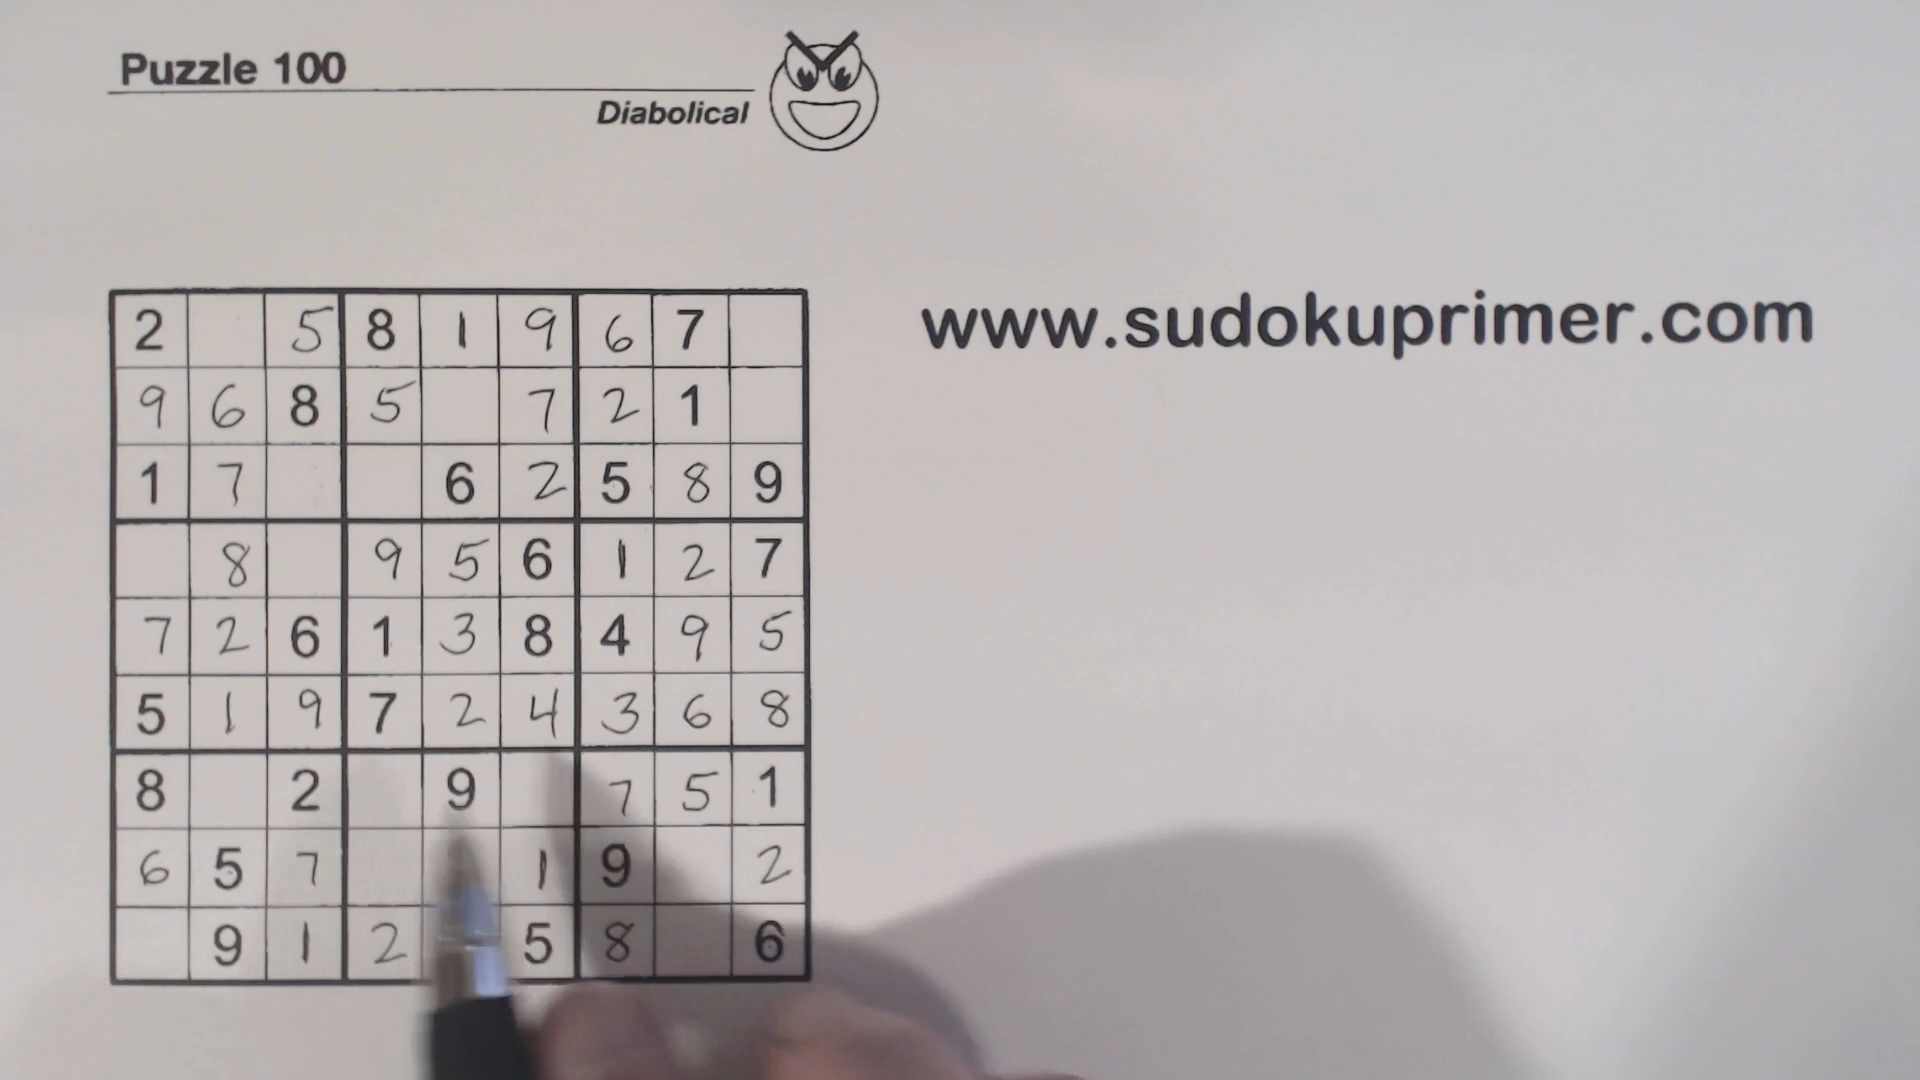 Puzzle 100
Diabolical
www.sudokuprimer.com
2 5 8 1 9 6 7
9 6 8 5 7 2 1
1 7 6 2 5 8 9
8 9 5 6 1 2 7
7 2 6 1 3 8 4 9 5
5 1 9 7 2 4 3 6 8
8 2 9 7 5 1
6 5 7 1 9 2
9 1 2 5 8 6